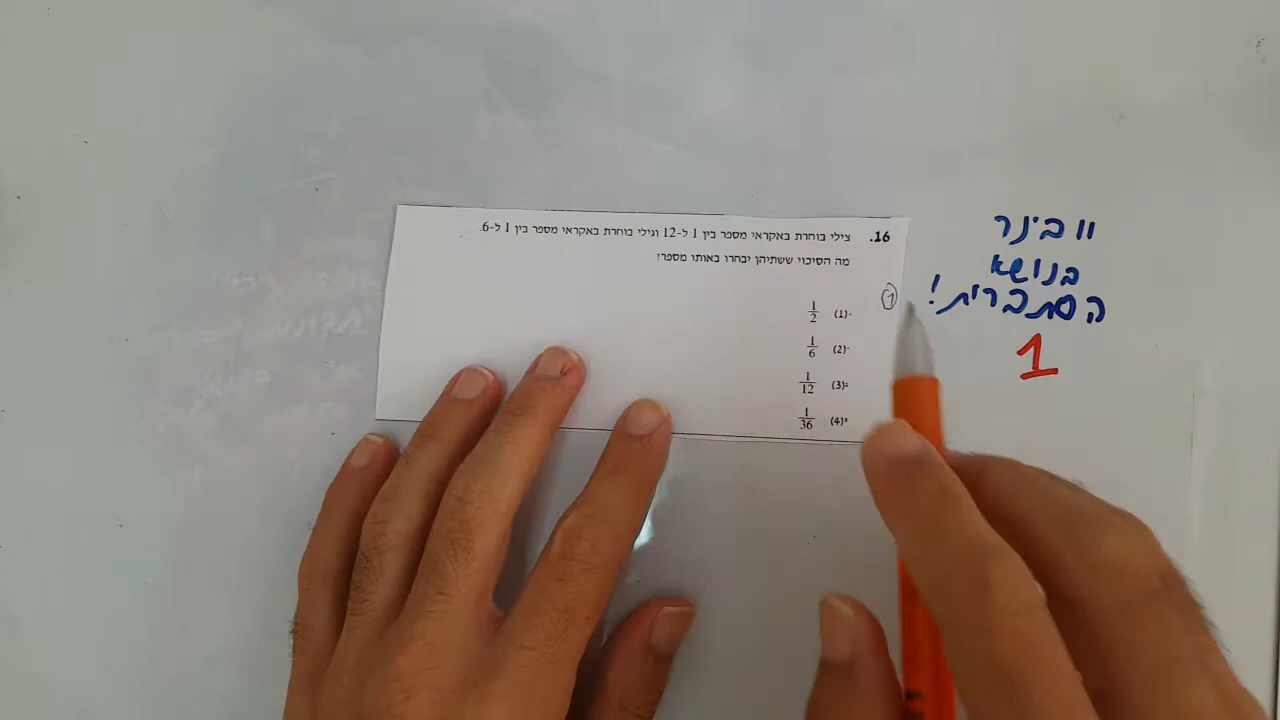 16. צילי בוחרת באקראי מספר בין 1 ל-12 וגילי בוחרת באקראי מספר בין 1 ל-6.
מה הסיכוי ששתיהן יבחרו באותו מספר?
(1) 1/2
(2) 1/6
(3) 1/12
(4) 1/36
1
וובינר
בנושא
הסתברות!
1